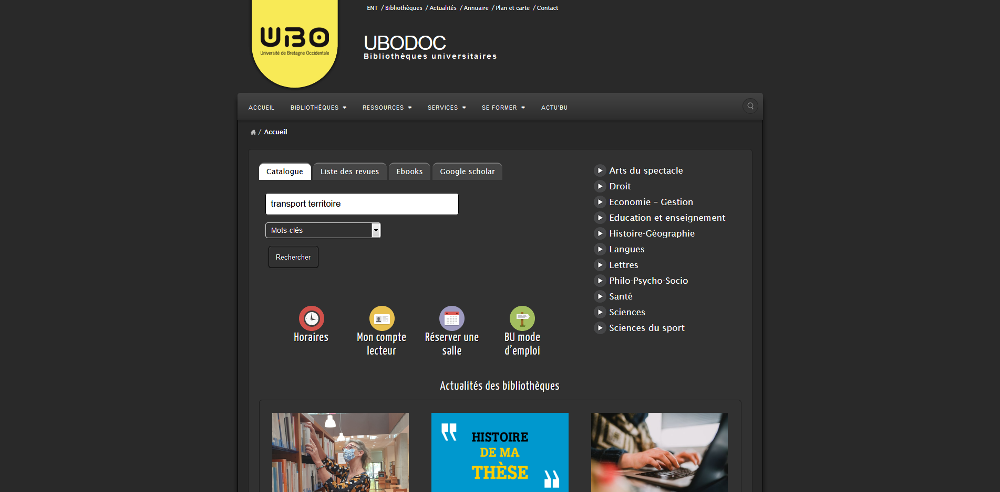 ENT / Bibliothèques / Actualités / Annuaire / Plan et carte / Contact
UBO
Université de Bretagne Occidentale
UBODOC
Bibliothèques universitaires
ACCUEIL BIBLIOTHÈQUES RESSOURCES SERVICES SE FORMER ACTU'BU
/ Accueil
Catalogue Liste des revues Ebooks Google scholar
transport territoire
Mots-clés
Rechercher
Arts du spectacle
Droit
Economie – Gestion
Education et enseignement
Histoire-Géographie
Langues
Lettres
Philo-Psycho-Socio
Santé
Sciences
Sciences du sport
Horaires
Mon compte
lecteur
Réserver une
salle
BU mode
d’emploi
Actualités des bibliothèques
HISTOIRE
DE MA
THÈSE